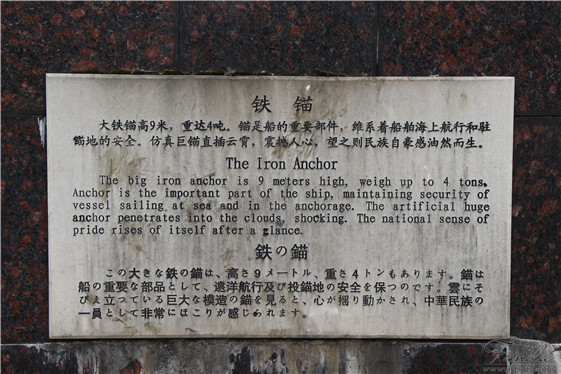 铁 锚
大铁锚高9米，重达4吨。锚是船的重要部件，维系着船舶海上航行和驻
锚地的安全。仿真巨锚直插云霄，震撼人心，望之则民族自豪感油然而生。
The Iron Anchor
The big iron anchor is 9 meters high, weigh up to 4 tons.
Anchor is the important part of the ship, maintaining security of
vessel sailing at sea and in the anchorage. The artificial huge
anchor penetrates into the clouds, shocking. The national sense of
pride rises of itself after a glance.
鉄の錨
この大きな鉄の錨は、高さ9メートル、重さ4トンもあります。錨は
船の重要な部品として、遠洋航行及び投錨地の安全を保つのです。雲にそ
びえ立つている巨大な模造の錨を見ると、心が揺り動かされ、中華民族の
一員として非常にほこりが感じられます。